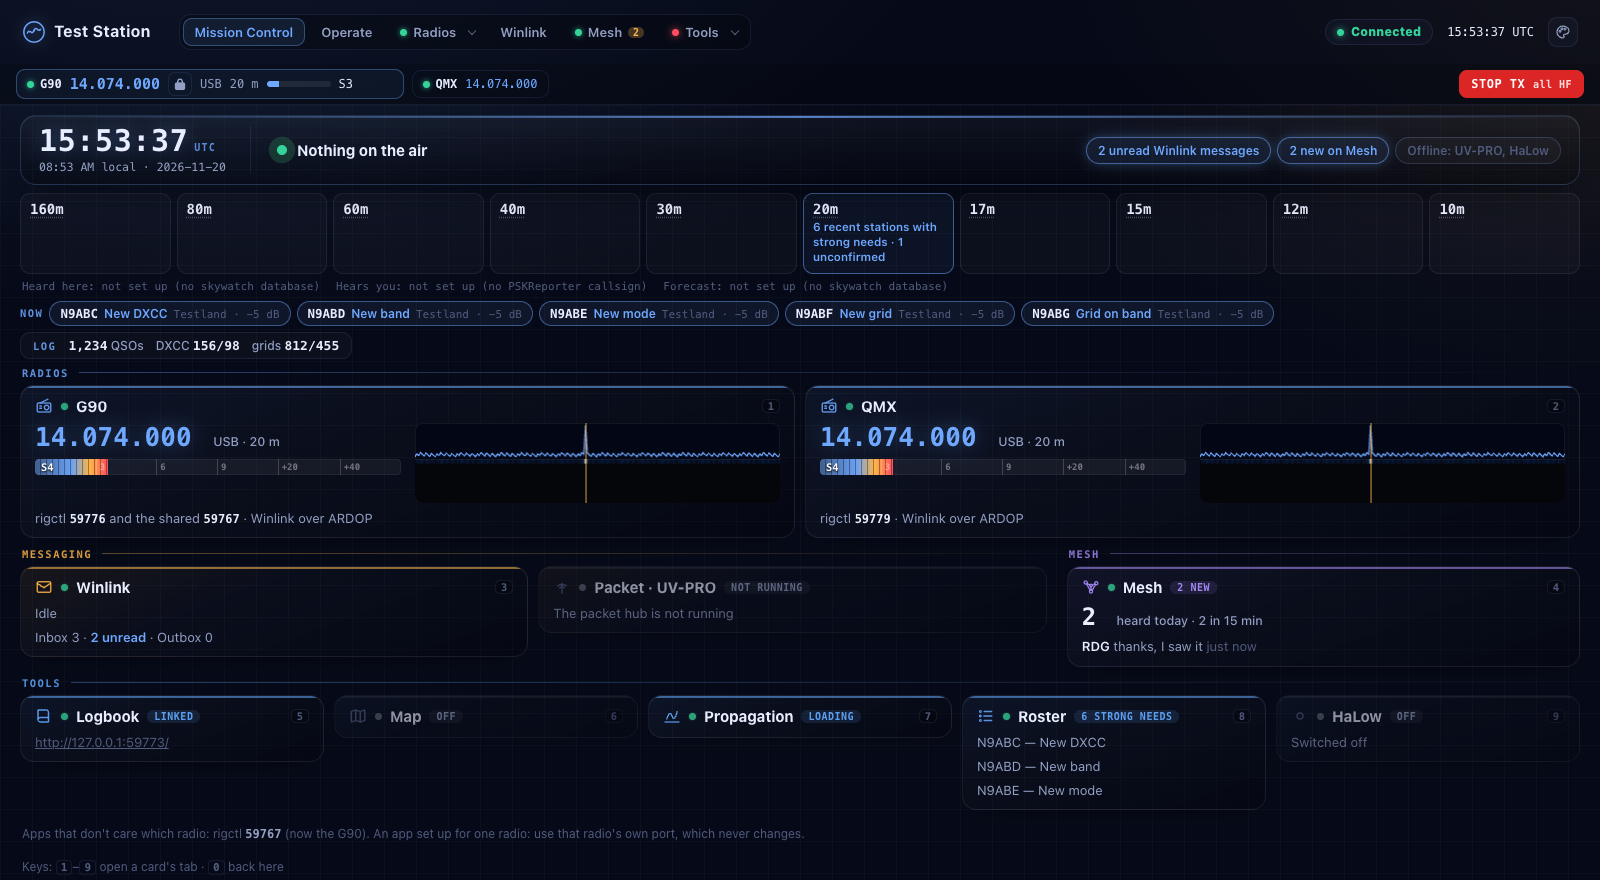 Test Station
Mission Control
Operate
Radios
Winlink
Mesh 2
Tools
Connected
15:53:37 UTC
G90 14.074.000 USB 20 m S3
QMX 14.074.000
STOP TX all HF
15:53:37 UTC
08:53 AM local · 2026-11-20
Nothing on the air
2 unread Winlink messages
2 new on Mesh
Offline: UV-PRO, HaLow
160m
80m
60m
40m
30m
20m
6 recent stations with
strong needs · 1
unconfirmed
17m
15m
12m
10m
Heard here: not set up (no skywatch database) Hears you: not set up (no PSKReporter callsign) Forecast: not set up (no skywatch database)
NOW
N9ABC New DXCC Testland · −5 dB
N9ABD New band Testland · −5 dB
N9ABE New mode Testland · −5 dB
N9ABF New grid Testland · −5 dB
N9ABG Grid on band Testland · −5 dB
LOG 1,234 QSOs DXCC 156/98 grids 812/455
RADIOS
G90 1
14.074.000 USB · 20 m
S4 3 6 9 +20 +40
rigctl 59776 and the shared 59767 · Winlink over ARDOP
QMX 2
14.074.000 USB · 20 m
S4 3 6 9 +20 +40
rigctl 59779 · Winlink over ARDOP
MESSAGING
Winlink 3
Idle
Inbox 3 · 2 unread · Outbox 0
Packet · UV-PRO NOT RUNNING
The packet hub is not running
MESH
Mesh 2 NEW 4
2 heard today · 2 in 15 min
RDG thanks, I saw it just now
TOOLS
Logbook LINKED 5
http://127.0.0.1:59773/
Map OFF 6
Propagation LOADING 7
Roster 6 STRONG NEEDS 8
N9ABC — New DXCC
N9ABD — New band
N9ABE — New mode
HaLow OFF 9
Switched off
Apps that don't care which radio: rigctl 59767 (now the G90). An app set up for one radio: use that radio's own port, which never changes.
Keys: 1–9 open a card's tab · 0 back here